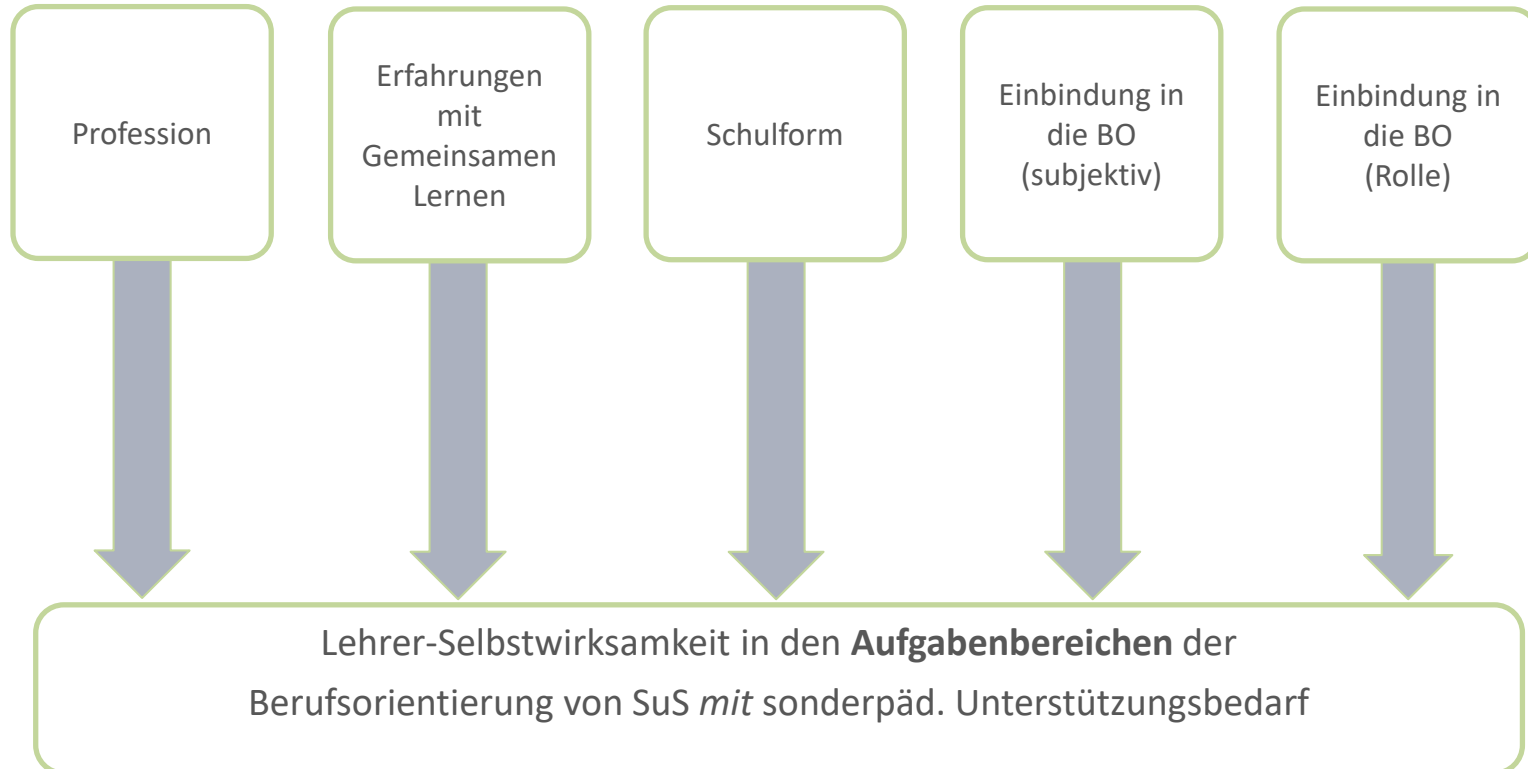 Profession
Erfahrungen
mit
Gemeinsamen
Lernen
Schulform
Einbindung in
die BO
(subjektiv)
Einbindung in
die BO
(Rolle)
Lehrer-Selbstwirksamkeit in den Aufgabenbereichen der
Berufsorientierung von SuS mit sonderpäd. Unterstützungsbedarf